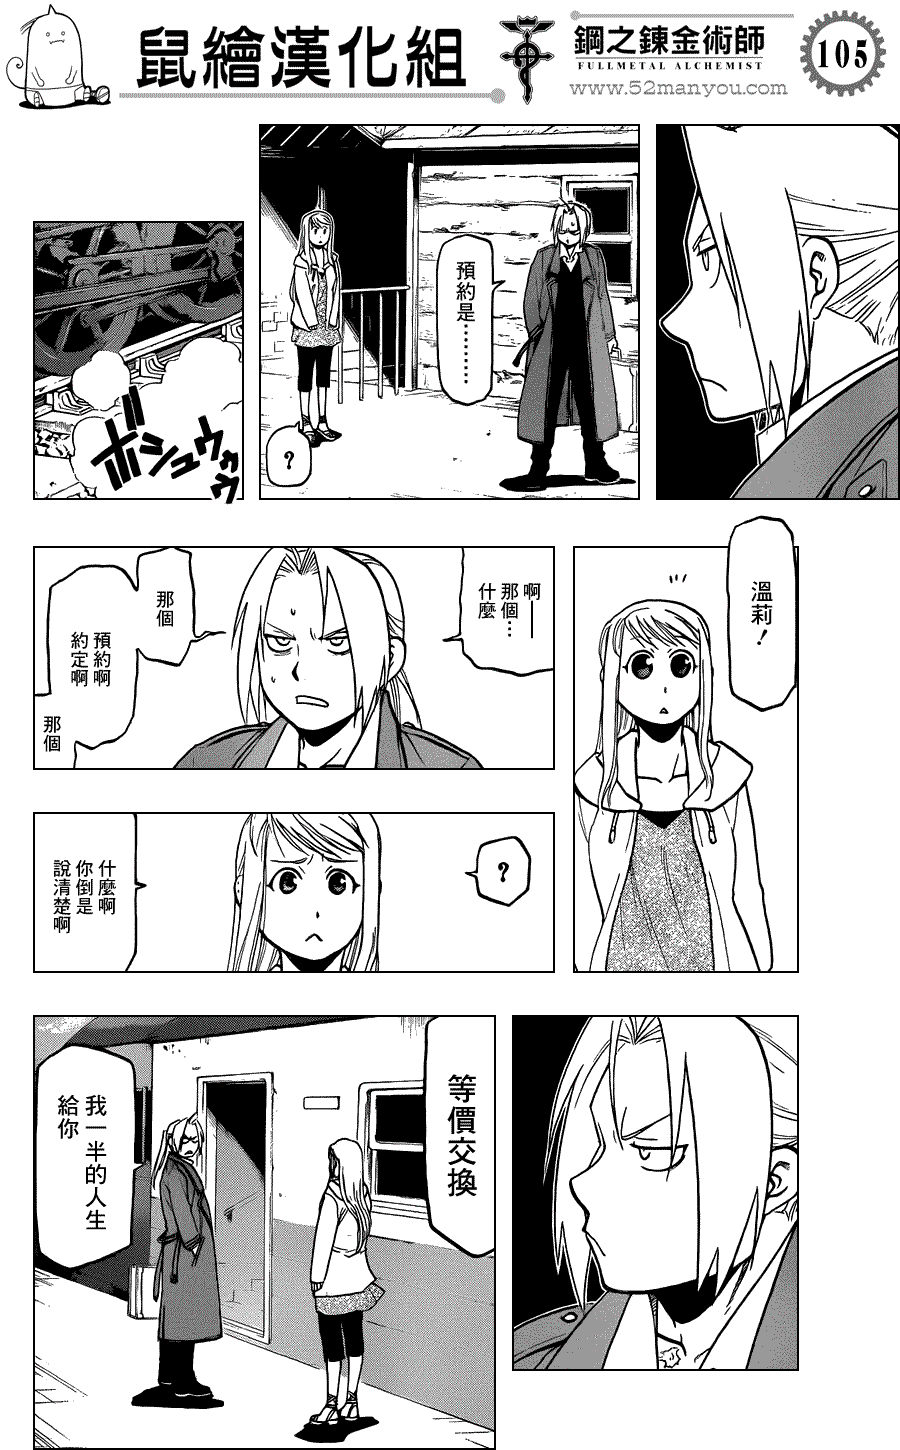 鼠繪漢化組
鋼之鍊金術師
FULLMETAL ALCHEMIST
www.52manyou.com
105
預約是………
?
ボシュウゥゥ
溫莉!
啊—
那個…
什麼
那個
預約啊
約定啊
那個
?
什麼啊
你倒是
說清楚啊
等價交換
我一半的人生
給你